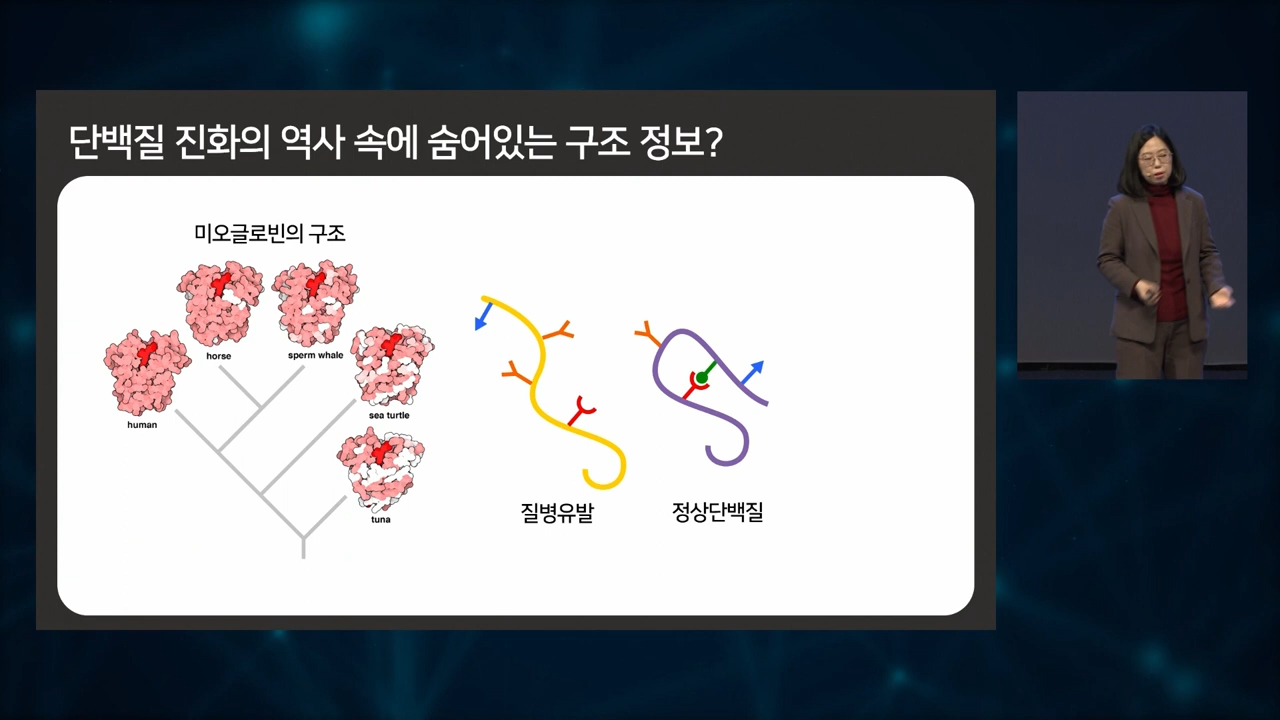 단백질 진화의 역사 속에 숨어있는 구조 정보?
미오글로빈의 구조
horse
sperm whale
human
sea turtle
tuna
질병유발
정상단백질